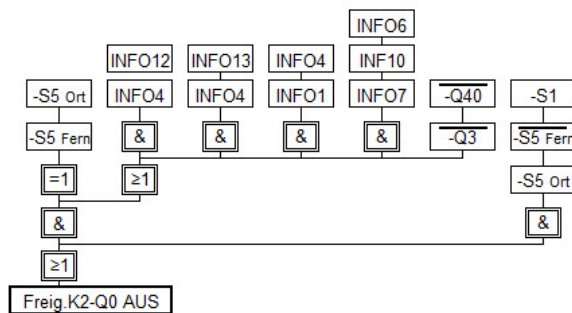 INFO6
INFO12 INFO13 INFO4 INF10
-S5 Ort INFO4 INFO4 INFO1 INFO7 -Q40 -S1
-S5 Fern & & & & -Q3 -S5 Fern
=1 ≥1 -S5 Ort
& &
≥1
Freig.K2-Q0 AUS